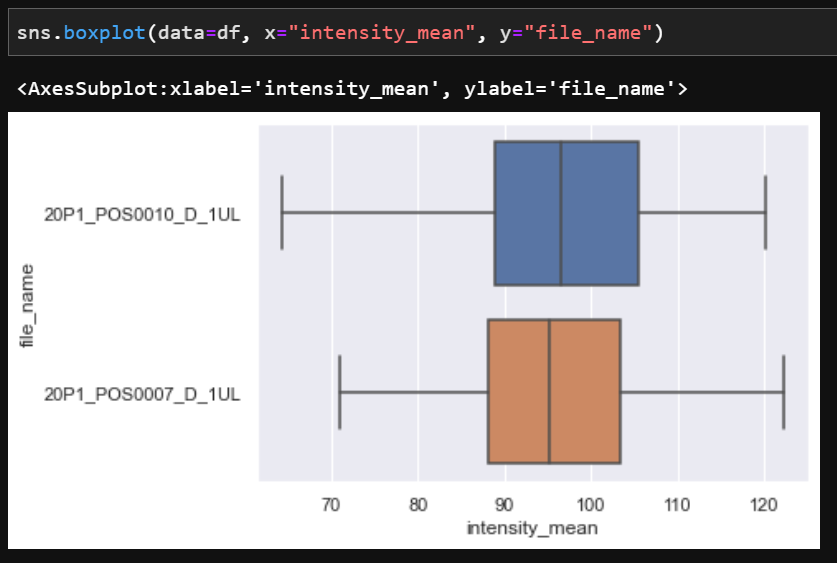 sns.boxplot(data=df, x="intensity_mean", y="file_name")
<AxesSubplot:xlabel='intensity_mean', ylabel='file_name'>
20P1_POS0010_D_1UL
file_name
20P1_POS0007_D_1UL
70 80 90 100 110 120
intensity_mean